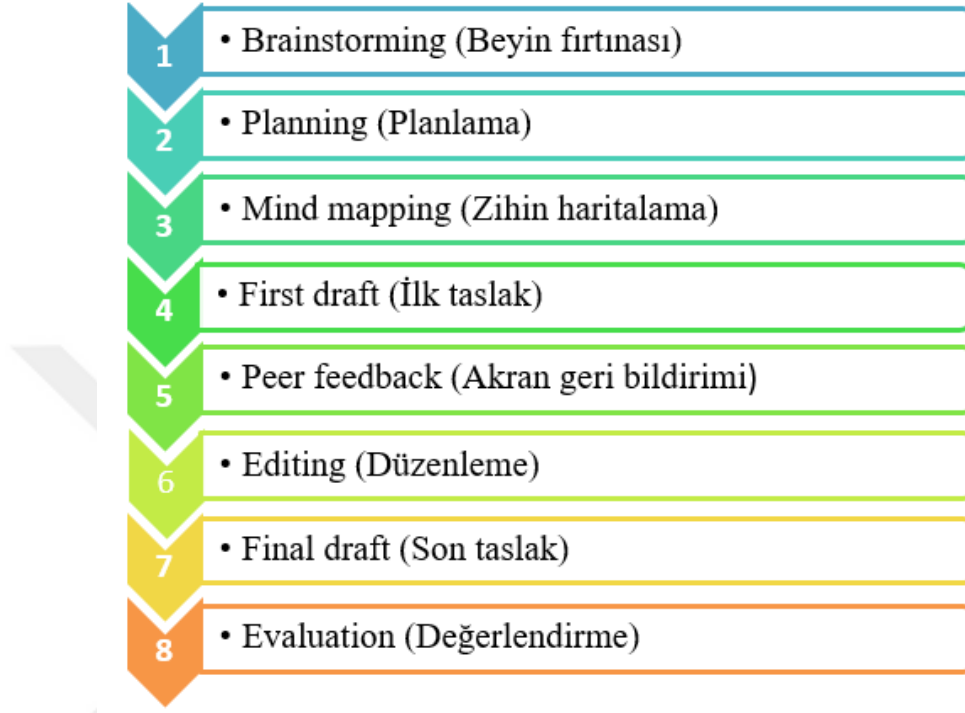 1 • Brainstorming (Beyin fırtınası)
2 • Planning (Planlama)
3 • Mind mapping (Zihin haritalama)
4 • First draft (İlk taslak)
5 • Peer feedback (Akran geri bildirimi)
6 • Editing (Düzenleme)
7 • Final draft (Son taslak)
8 • Evaluation (Değerlendirme)